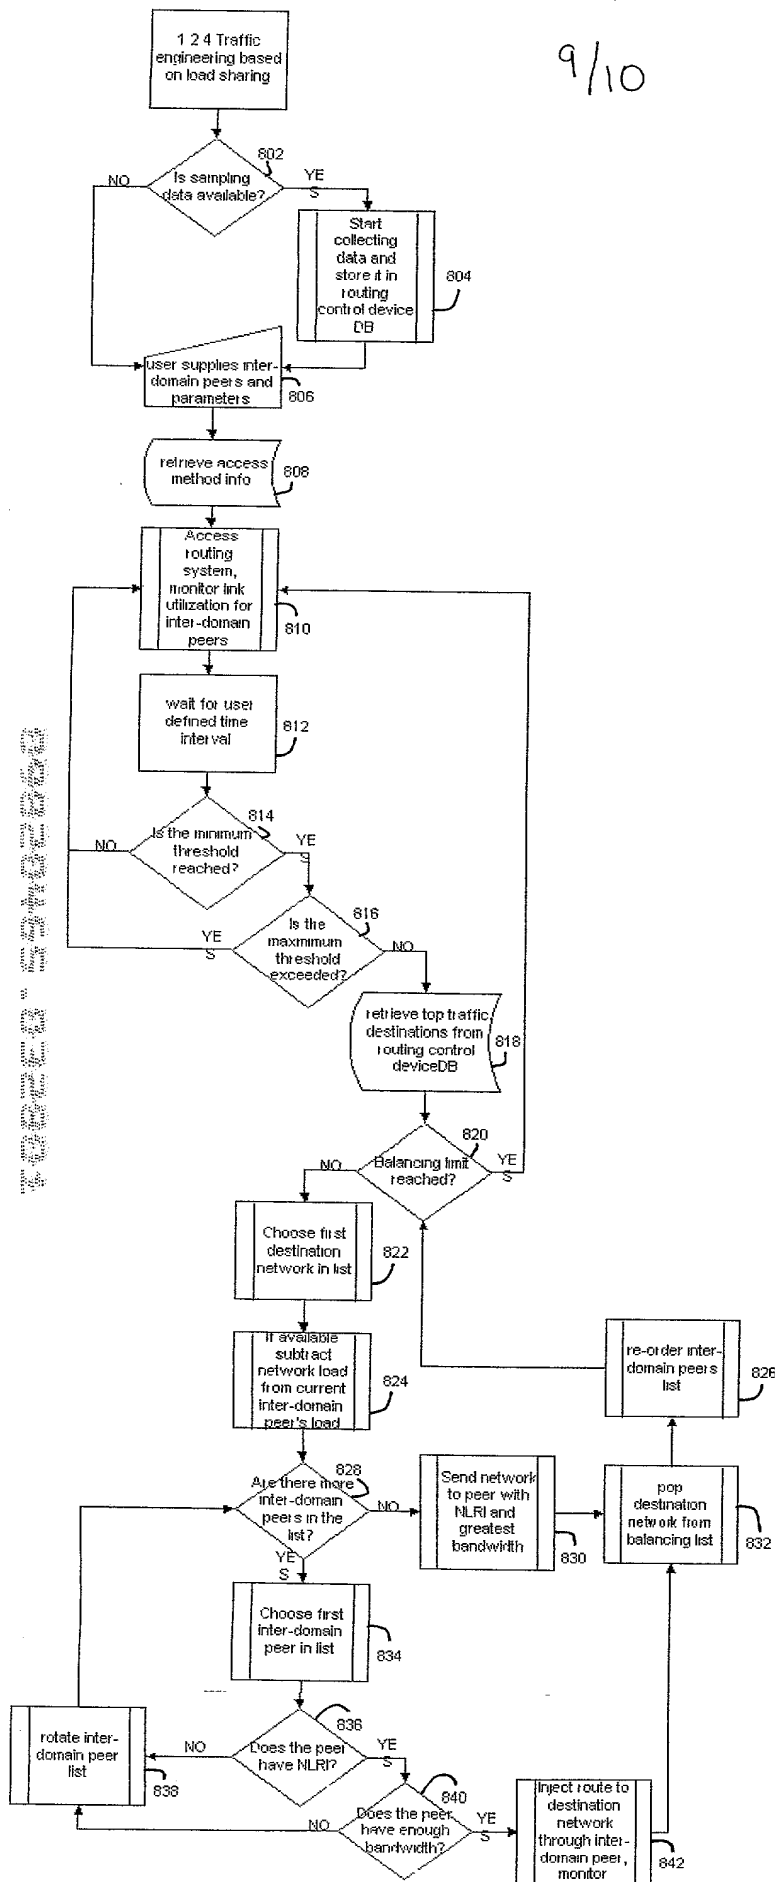 1 2 4 Traffic
engineering based
on load sharing
9/10
802
Is sampling
data available?
NO
YE
S
Start
collecting
data and
store it in
routing
control device
DB
804
user supplies inter-
domain peers and
parameters
806
retrieve access
method info
808
Access
routing
system,
monitor link
utilization for
inter-domain
peers
810
wait for user
defined time
interval
812
814
Is the minimum
threshold
reached?
NO
YE
S
816
Is the
maxmimum
threshold
exceeded?
YE
S
NO
retrieve top traffic
destinations from
routing control
deviceDB
818
820
Balancing limit
reached?
NO
YE
S
Choose first
destination
network in list
822
If available
subtract
network load
from current
inter-domain
peer's load
824
re-order inter-
domain peers
list
826
828
Are there more
inter-domain
peers in the
list?
NO
YE
S
Send network
to peer with
NLRI and
greatest
bandwidth
830
pop
destination
network from
balancing list
832
Choose first
inter-domain
peer in list
834
836
Does the peer
have NLRI?
NO
YE
S
rotate inter-
domain peer
list
838
840
Does the peer
have enough
bandwidth?
NO
YE
S
Inject route to
destination
network
through inter-
domain peer,
monitor
842